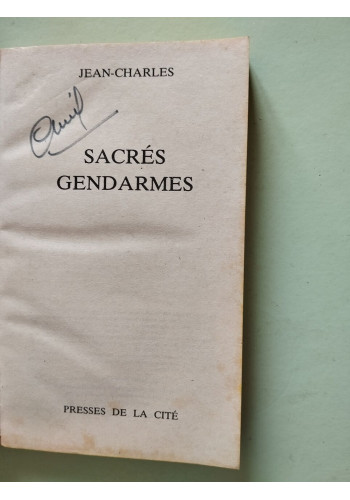 JEAN-CHARLES
SACRÉS
GENDARMES
PRESSES DE LA CITÉ